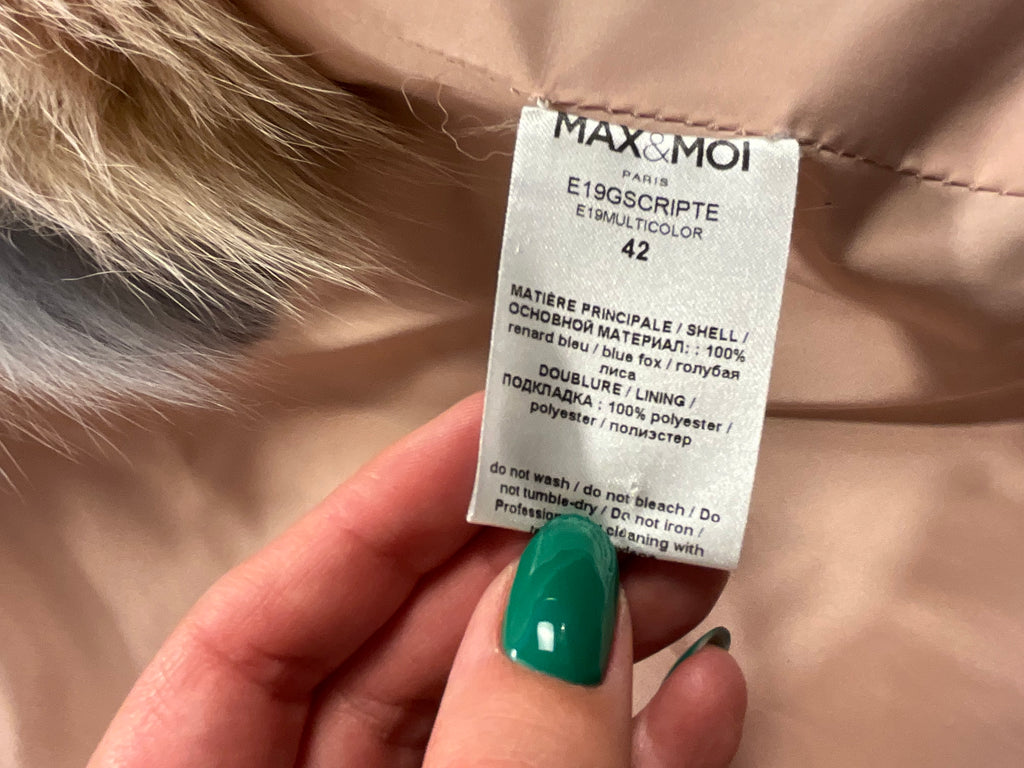 MAX&MOI
PARIS
E19GSCRIPTE
E19MULTICOLOR
42
MATIÈRE PRINCIPALE / SHELL /
ОСНОВНОЙ МАТЕРИАЛ: : 100%
renard bleu / blue fox / голубая
лиса
DOUBLURE / LINING /
ПОДКЛАДКА : 100% polyester /
polyester / полиэстер
do not wash / do not bleach / Do
not tumble-dry / Do not iron /
cleaning with